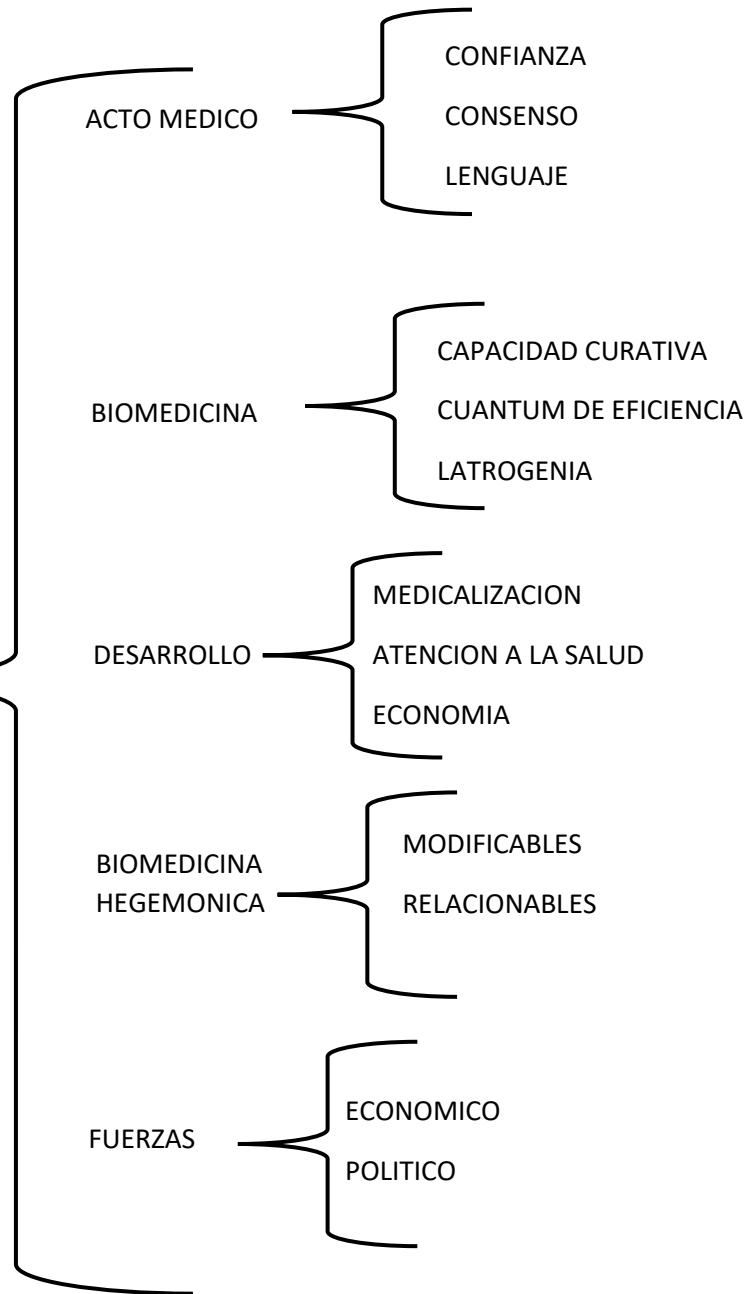 ACTO MEDICO
CONFIANZA
CONSENSO
LENGUAJE
BIOMEDICINA
CAPACIDAD CURATIVA
CUANTUM DE EFICIENCIA
LATROGENIA
DESARROLLO
MEDICALIZACION
ATENCION A LA SALUD
ECONOMIA
BIOMEDICINA
HEGEMONICA
MODIFICABLES
RELACIONABLES
FUERZAS
ECONOMICO
POLITICO